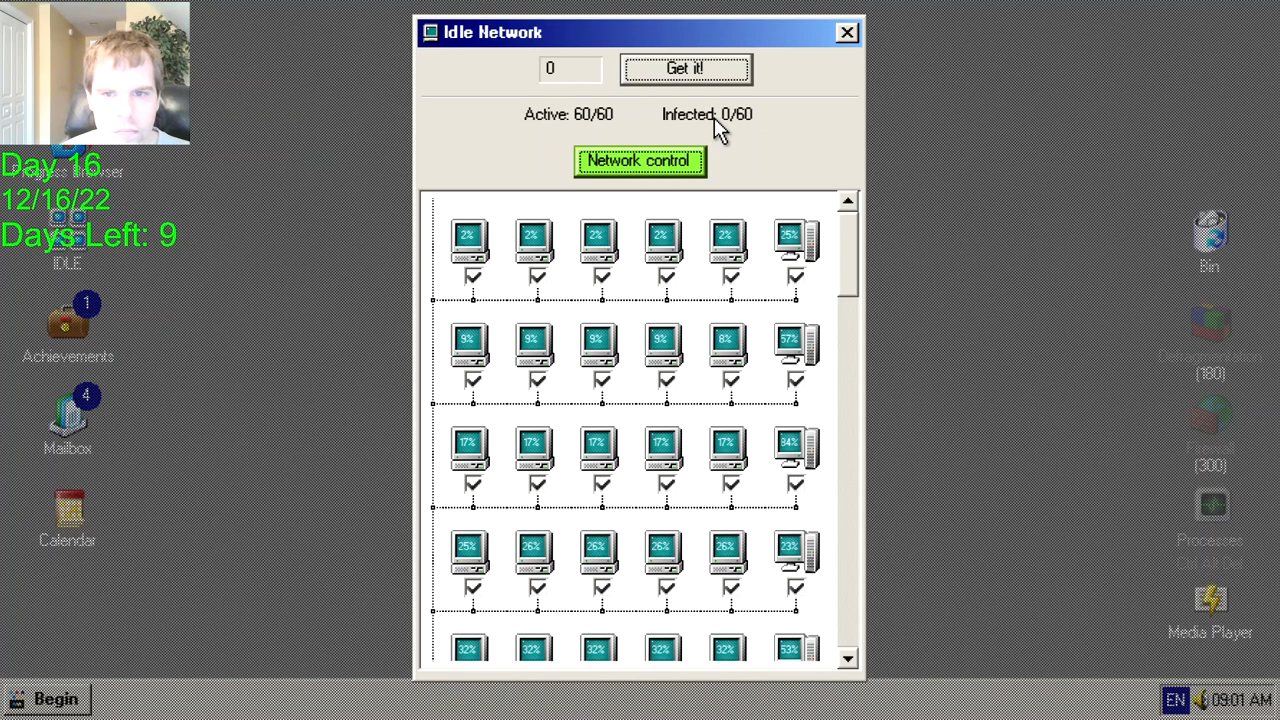 Idle Network
0
Get it!
Active: 60/60
Infected: 0/60
Network control
2% 2% 2% 2% 2% 25%
9% 9% 9% 9% 8% 57%
17% 17% 17% 17% 17%
25% 26% 26% 26% 26% 23%
32% 32% 32% 32% 32% 53%
Day 16
12/16/22
Days Left: 9
Browser
IDLE
1
Achievements
4
Mailbox
Calendar
Bin
(180)
(300)
Media Player
Begin
EN
09:01 AM